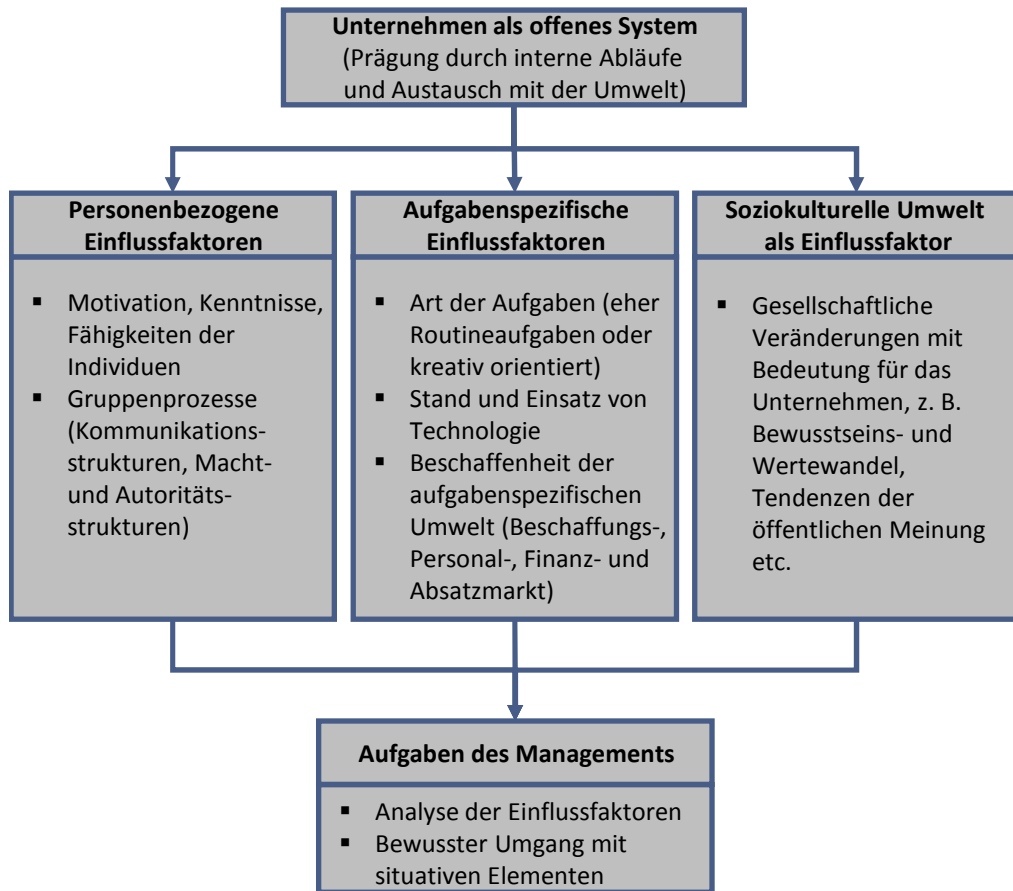 Unternehmen als offenes System
(Prägung durch interne Abläufe
und Austausch mit der Umwelt)
Personenbezogene
Einflussfaktoren
▪ Motivation, Kenntnisse,
Fähigkeiten der
Individuen
▪ Gruppenprozesse
(Kommunikations-
strukturen, Macht-
und Autoritäts-
strukturen)
Aufgabenspezifische
Einflussfaktoren
▪ Art der Aufgaben (eher
Routineaufgaben oder
kreativ orientiert)
▪ Stand und Einsatz von
Technologie
▪ Beschaffenheit der
aufgabenspezifischen
Umwelt (Beschaffungs-,
Personal-, Finanz- und
Absatzmarkt)
Soziokulturelle Umwelt
als Einflussfaktor
▪ Gesellschaftliche
Veränderungen mit
Bedeutung für das
Unternehmen, z. B.
Bewusstseins- und
Wertewandel,
Tendenzen der
öffentlichen Meinung
etc.
Aufgaben des Managements
▪ Analyse der Einflussfaktoren
▪ Bewusster Umgang mit
situativen Elementen